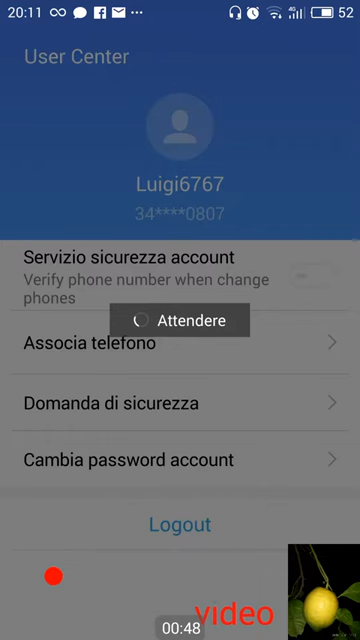 20:11
52
User Center
Luigi6767
34****0807
Servizio sicurezza account
Verify phone number when change
phones
Attendere
Associa telefono
Domanda di sicurezza
Cambia password account
Logout
video
00:48